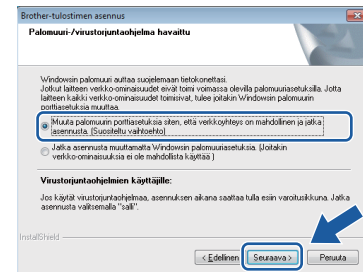 Brother-tulostimen asennus
Palomuuri-/virustorjuntaohjelma havaittu
Windowsin palomuuri auttaa suojelemaan tietokonettasi.
Jotkut laitteen verkko-ominaisuudet eivät toimi voimassa olevilla palomuuriasetuksilla. Jotta
laitteen kaikki verkko-ominaisuudet toimisivat, tulee joitakin Windowsin palomuurin
porttiasetuksia muuttaa.
Muuta palomuurin porttiasetuksia siten, että verkkoyhteys on mahdollinen ja jatka
asennusta. (Suositeltu vaihtoehto)
Jatka asennusta muuttamatta Windowsin palomuuriasetuksia. (Joitakin
verkko-ominaisuuksia ei ole mahdollista käyttää )
Virustorjuntaohjelmien käyttäjille:
Jos käytät virustorjuntaohjelmaa, asennuksen aikana saattaa tulla esiin varoitusikkuna. Jatka
asennusta valitsemalla "salli".
InstallShield
< Edellinen Seuraava > Peruuta